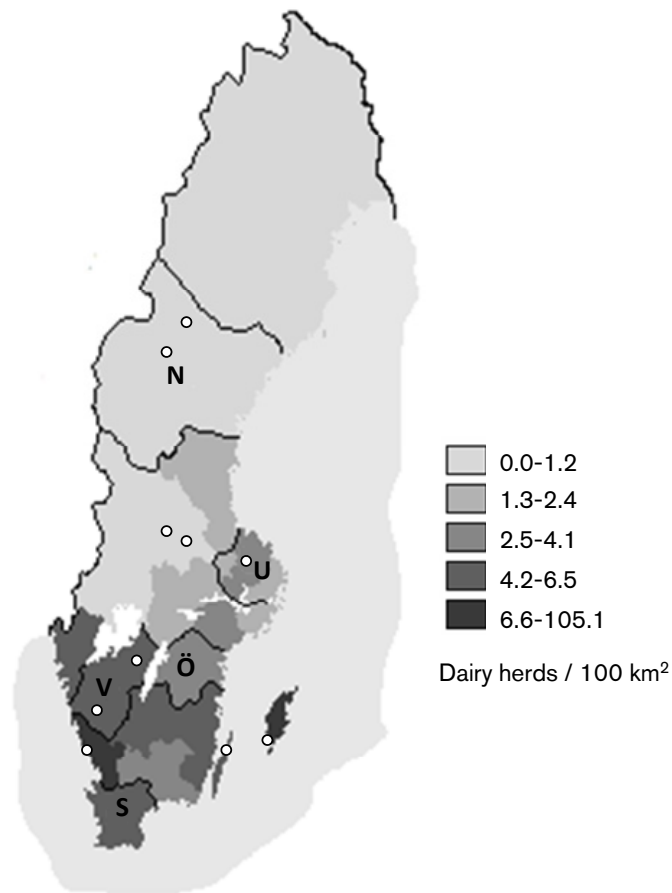 N
0.0-1.2
1.3-2.4
2.5-4.1
U
4.2-6.5
6.6-105.1
Ö
Dairy herds / 100 km²
V
S